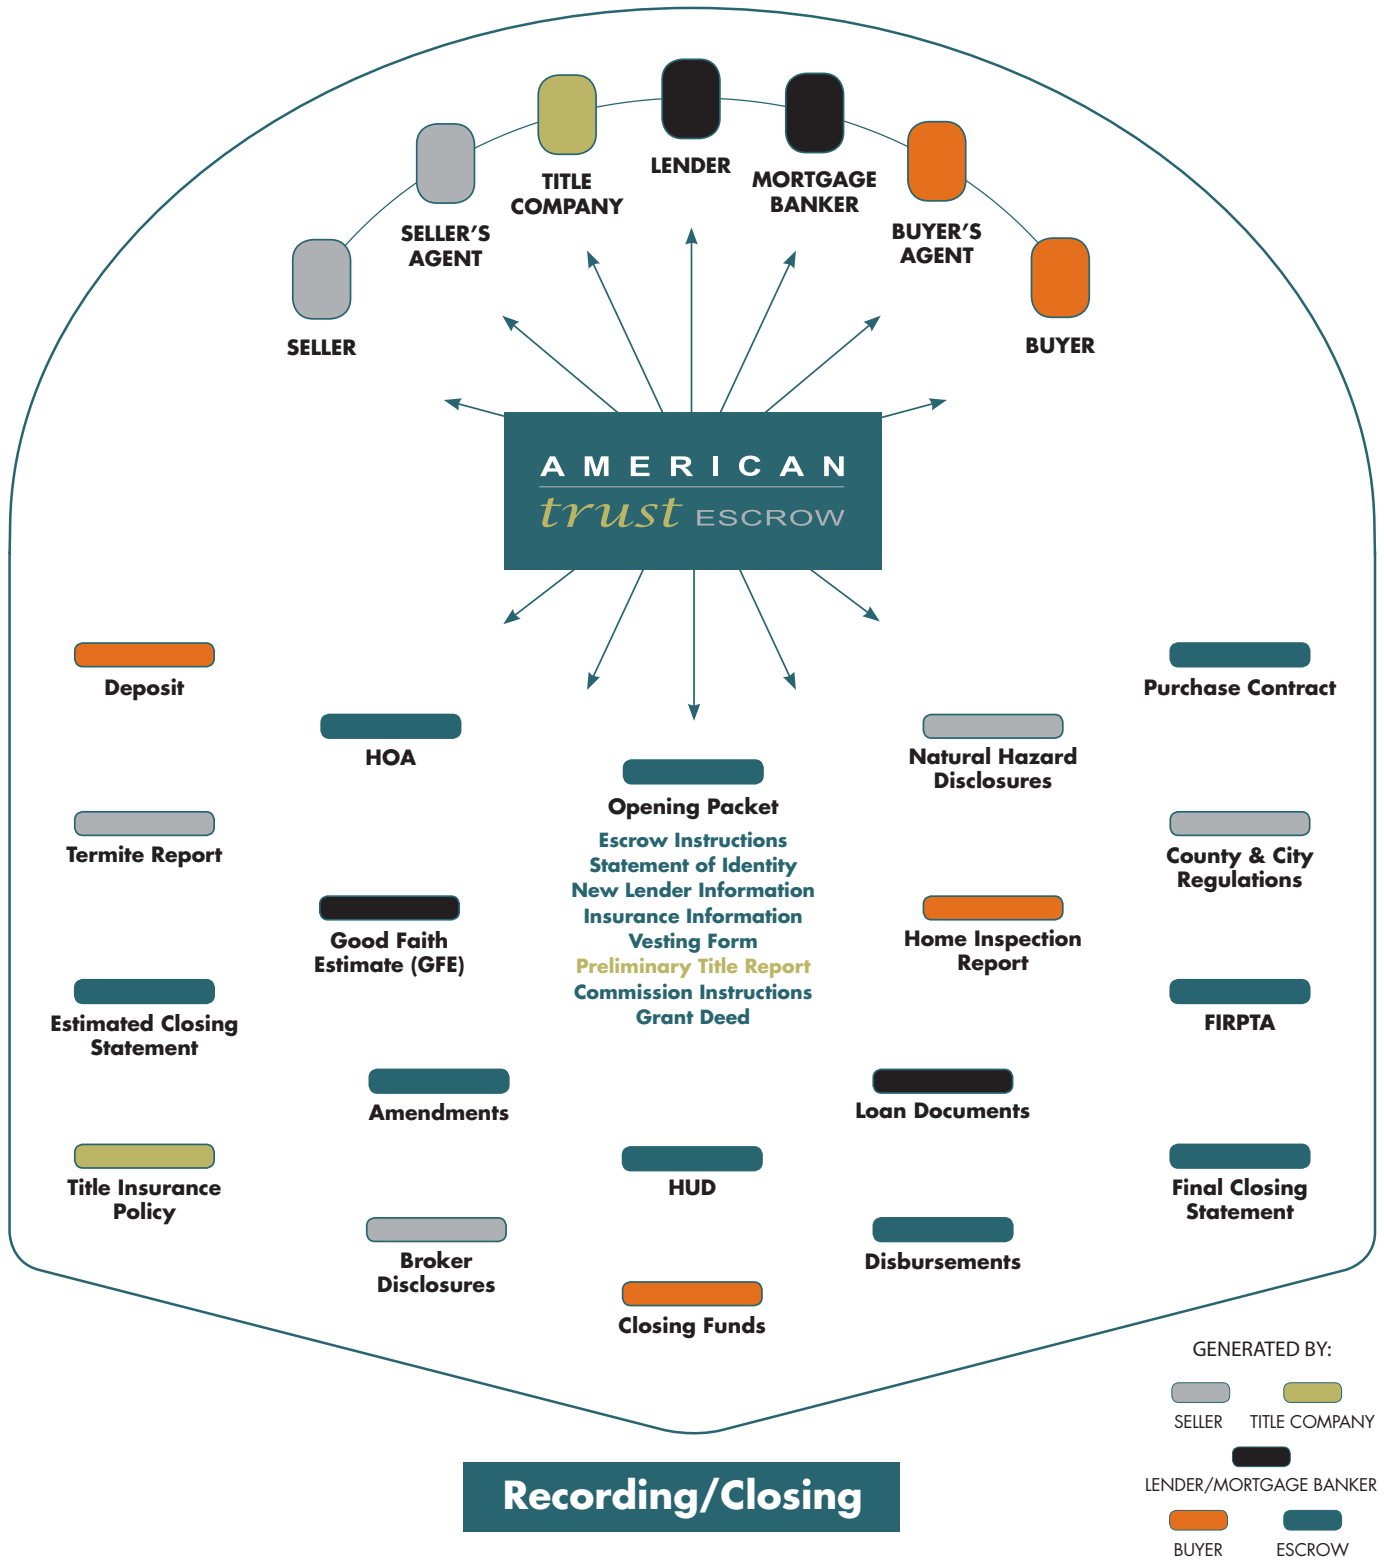 LENDER
TITLE
COMPANY
MORTGAGE
BANKER
SELLER'S
AGENT
BUYER'S
AGENT
SELLER
BUYER
AMERICAN
trust ESCROW
Deposit
Purchase Contract
HOA
Natural Hazard
Disclosures
Opening Packet
Escrow Instructions
Statement of Identity
New Lender Information
Insurance Information
Vesting Form
Preliminary Title Report
Commission Instructions
Grant Deed
Termite Report
County & City
Regulations
Good Faith
Estimate (GFE)
Home Inspection
Report
Estimated Closing
Statement
FIRPTA
Amendments
Loan Documents
Title Insurance
Policy
HUD
Final Closing
Statement
Broker
Disclosures
Disbursements
Closing Funds
GENERATED BY:
SELLER
TITLE COMPANY
LENDER/MORTGAGE BANKER
BUYER
ESCROW
Recording/Closing